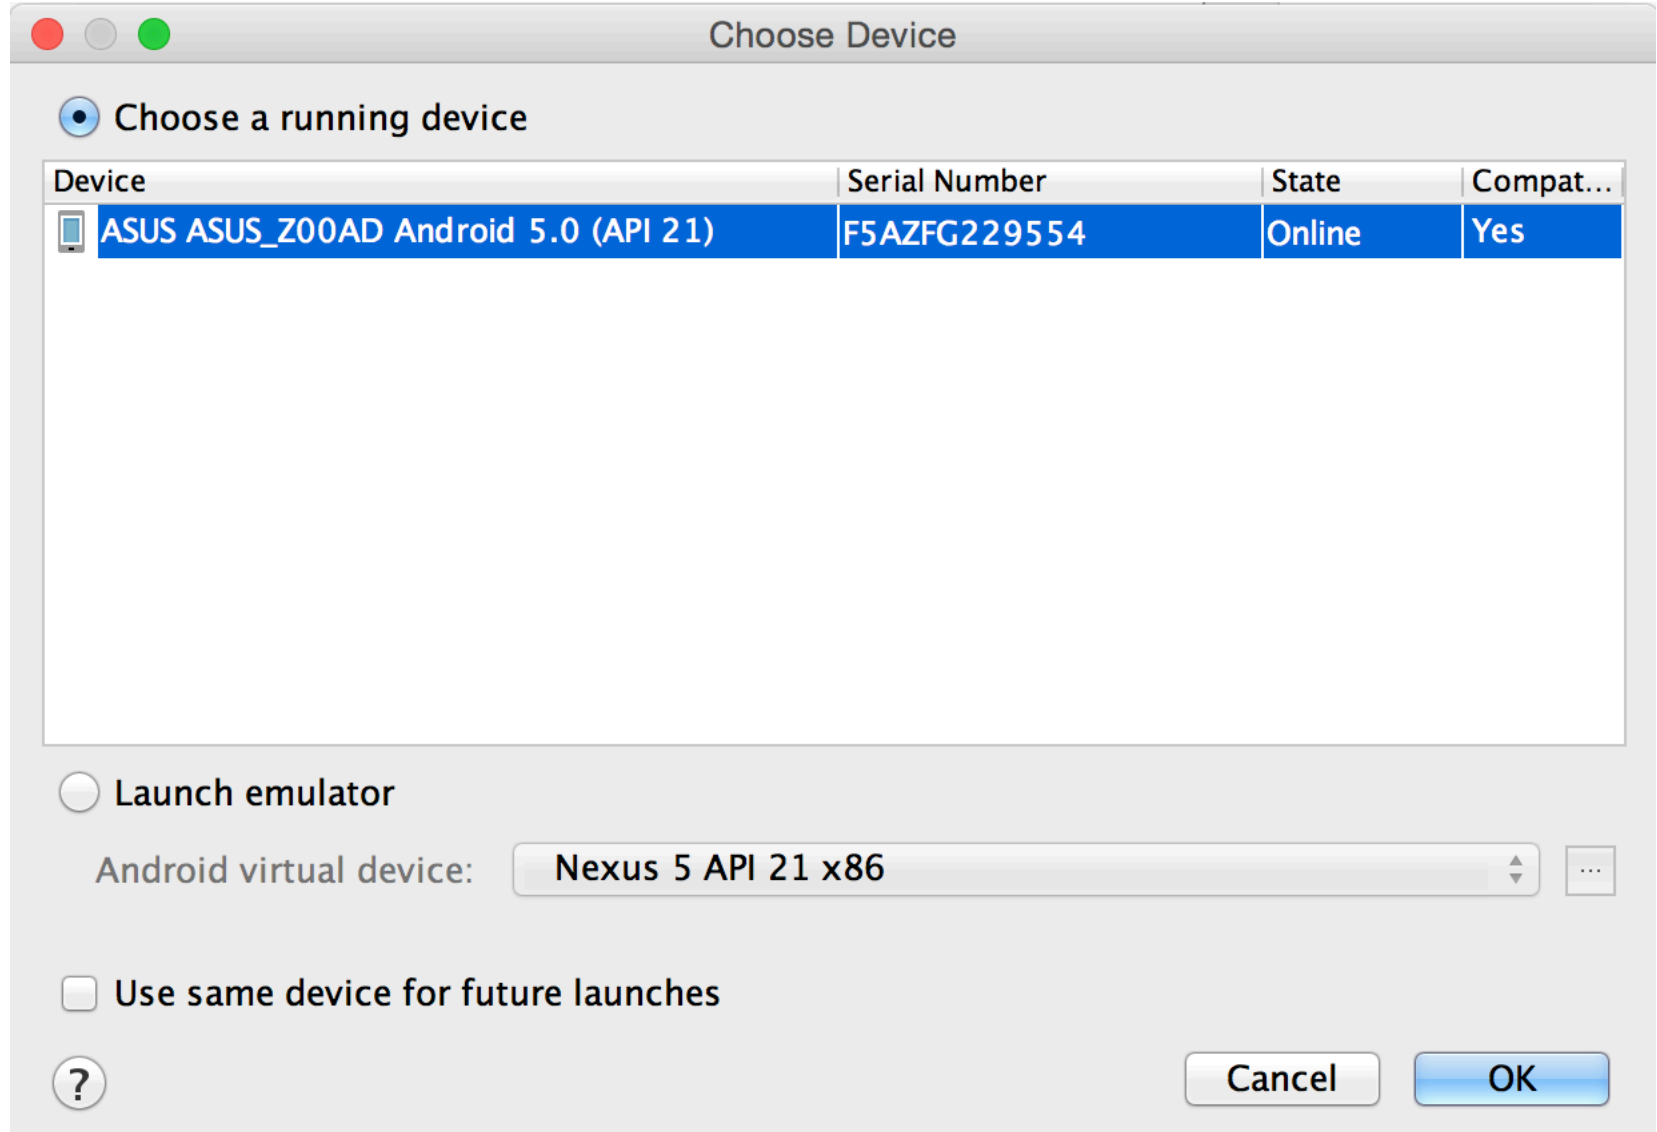 Choose Device
Choose a running device
Device Serial Number State Compat...
ASUS ASUS_Z00AD Android 5.0 (API 21) F5AZFG229554 Online Yes
Launch emulator
Android virtual device: Nexus 5 API 21 x86 ...
Use same device for future launches
? Cancel OK